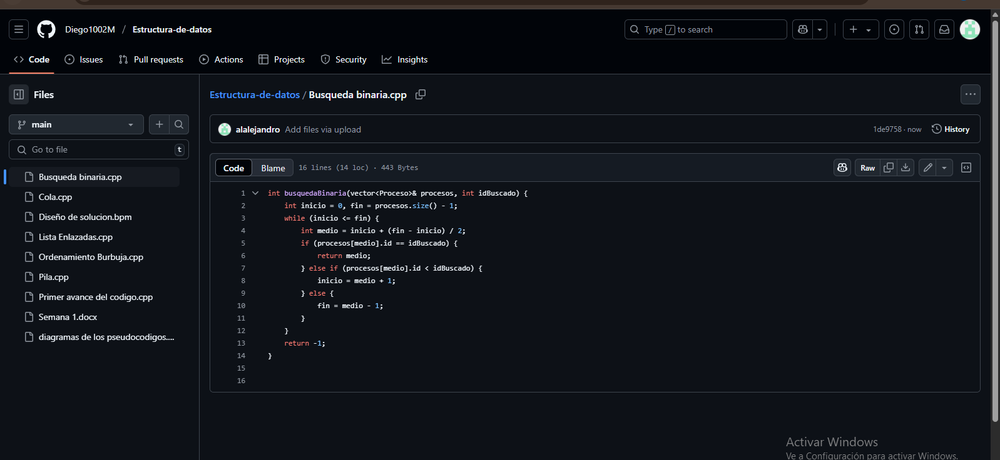 Diego1002M / Estructura-de-datos
Type / to search
Code
Issues
Pull requests
Actions
Projects
Security
Insights
Files
main
Go to file
t
Busqueda binaria.cpp
Cola.cpp
Diseño de solucion.bpm
Lista Enlazadas.cpp
Ordenamiento Burbuja.cpp
Pila.cpp
Primer avance del codigo.cpp
Semana 1.docx
diagramas de los pseudocodigos....
Estructura-de-datos / Busqueda binaria.cpp
alalejandro Add files via upload
1de9758 · now
History
Code
Blame
16 lines (14 loc) · 443 Bytes
Raw
1 int busquedaBinaria(vector<Proceso>& procesos, int idBuscado) {
2     int inicio = 0, fin = procesos.size() - 1;
3     while (inicio <= fin) {
4         int medio = inicio + (fin - inicio) / 2;
5         if (procesos[medio].id == idBuscado) {
6             return medio;
7         } else if (procesos[medio].id < idBuscado) {
8             inicio = medio + 1;
9         } else {
10             fin = medio - 1;
11         }
12     }
13     return -1;
14 }
15
16
Activar Windows
Ve a Configuración para activar Windows.